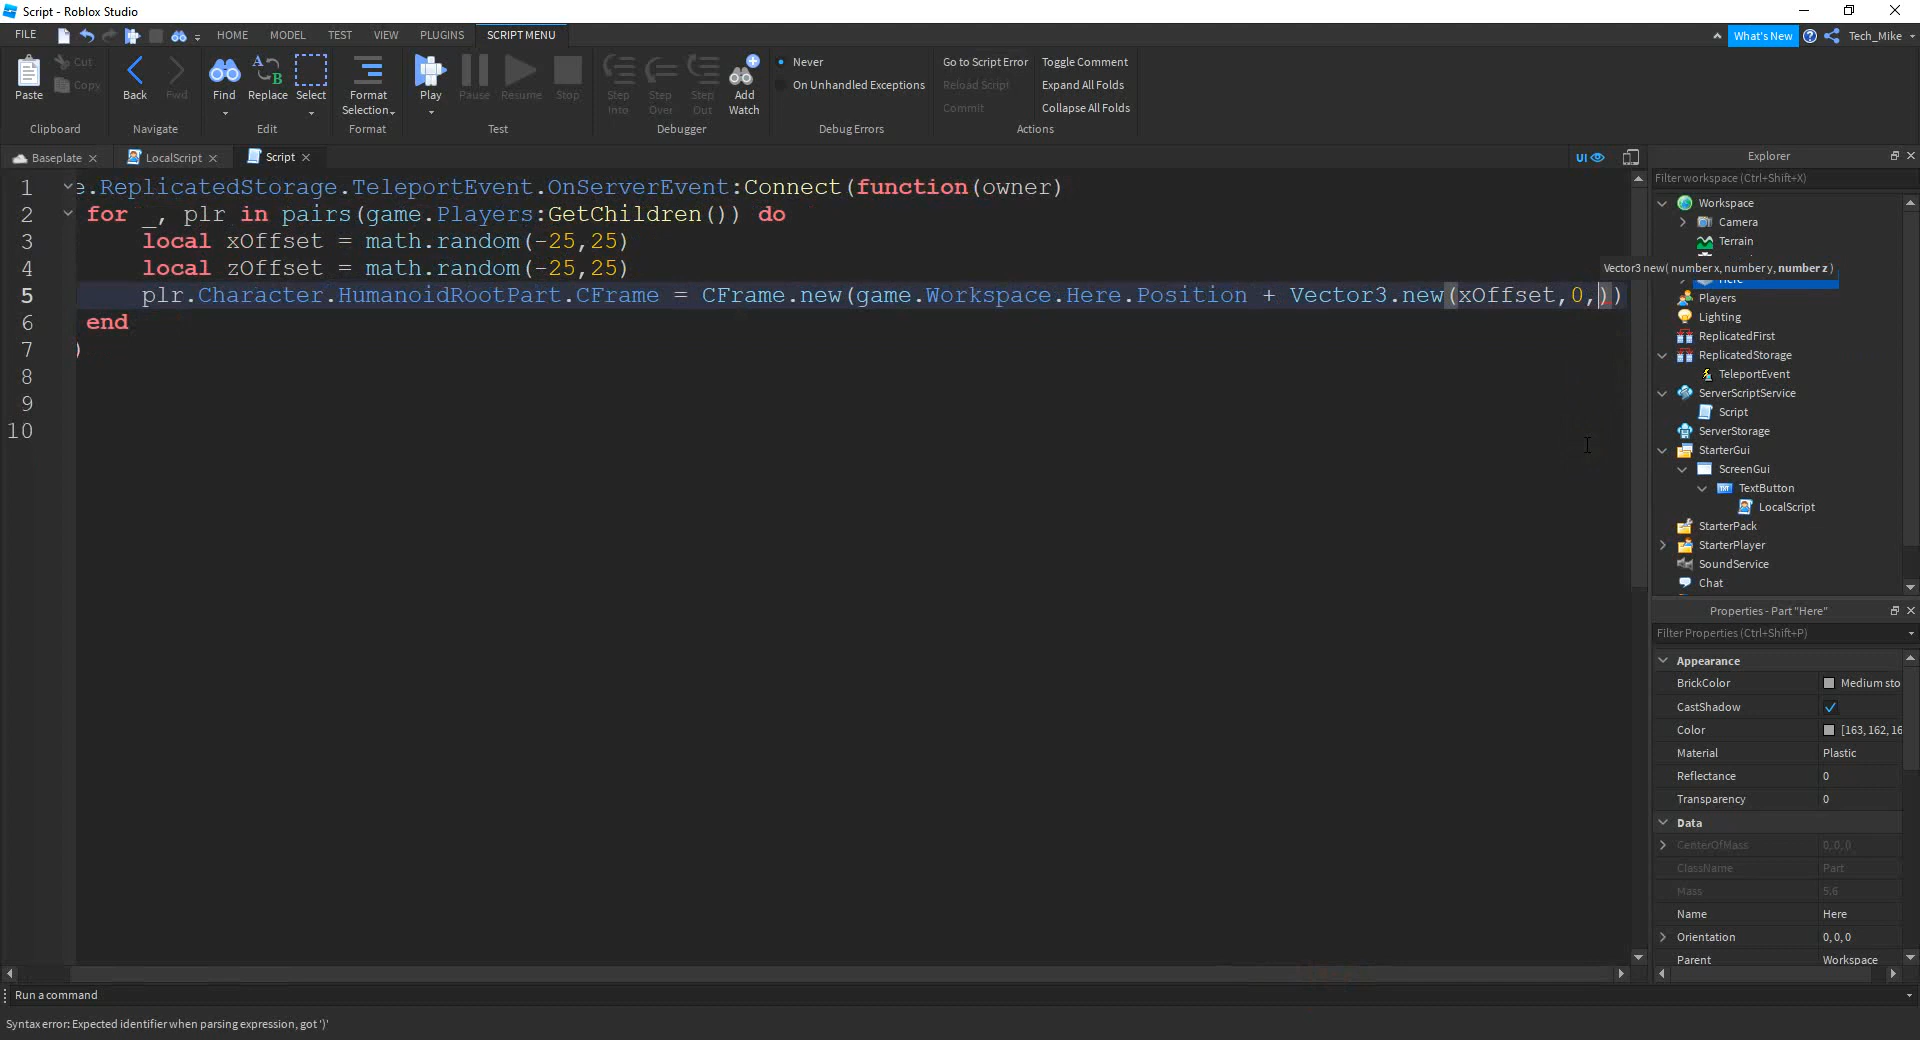 Script - Roblox Studio
FILE HOME MODEL TEST VIEW PLUGINS SCRIPT MENU What's New Tech_Mike
Paste Cut Copy Back Fwd Find Replace Select Format Selection Play Pause Resume Stop Step Into Step Over Step Out Add Watch
Never Go to Script Error Toggle Comment
On Unhandled Exceptions Reload Script Expand All Folds
Commit Collapse All Folds
Clipboard Navigate Edit Format Test Debugger Debug Errors Actions
Baseplate LocalScript Script UI Explorer
Filter workspace (Ctrl+Shift+X)
1 e.ReplicatedStorage.TeleportEvent.OnServerEvent:Connect(function(owner)
2 for _, plr in pairs(game.Players:GetChildren()) do
3 local xOffset = math.random(-25,25)
4 local zOffset = math.random(-25,25)
Vector3 new( number x, number y, number z )
5 plr.Character.HumanoidRootPart.CFrame = CFrame.new(game.Workspace.Here.Position + Vector3.new(xOffset,0,))
6 end
7 )
8
9
10
Workspace
Camera
Terrain
Here
Players
Lighting
ReplicatedFirst
ReplicatedStorage
TeleportEvent
ServerScriptService
Script
ServerStorage
StarterGui
ScreenGui
TextButton
LocalScript
StarterPack
StarterPlayer
SoundService
Chat
Properties - Part "Here"
Filter Properties (Ctrl+Shift+P)
Appearance
BrickColor Medium sto
CastShadow
Color [163, 162, 16
Material Plastic
Reflectance 0
Transparency 0
Data
CenterOfMass 0, 0, 0
ClassName Part
Mass 5.6
Name Here
Orientation 0, 0, 0
Parent Workspace
Run a command
Syntax error: Expected identifier when parsing expression, got ')'